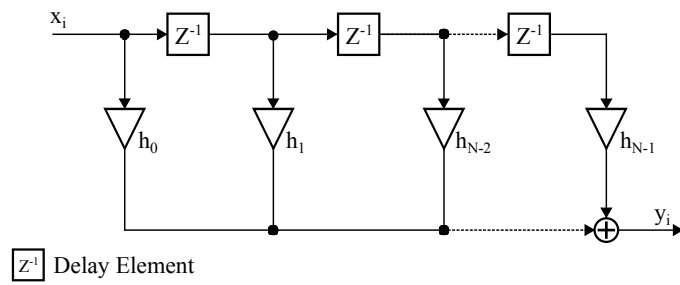 x_i
Z^-1 Z^-1 Z^-1
h_0 h_1 h_N-2 h_N-1
y_i
Z^-1 Delay Element